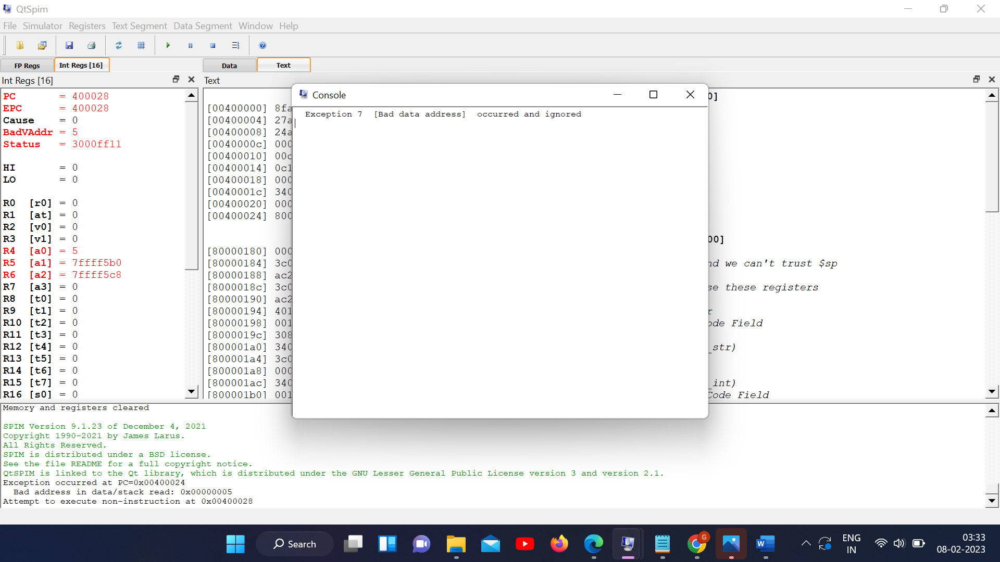 QtSpim
File Simulator Registers Text Segment Data Segment Window Help
FP Regs Int Regs [16] Data Text
Int Regs [16]
PC = 400028
EPC = 400028
Cause = 0
BadVAddr = 5
Status = 3000ff11
HI = 0
LO = 0
R0 [r0] = 0
R1 [at] = 0
R2 [v0] = 0
R3 [v1] = 0
R4 [a0] = 5
R5 [a1] = 7ffff5b0
R6 [a2] = 7ffff5c8
R7 [a3] = 0
R8 [t0] = 0
R9 [t1] = 0
R10 [t2] = 0
R11 [t3] = 0
R12 [t4] = 0
R13 [t5] = 0
R14 [t6] = 0
R15 [t7] = 0
R16 [s0] = 0
Text
[00400000] 8fa
[00400004] 27a
[00400008] 24a
[0040000c] 000
[00400010] 00c
[00400014] 0c1
[00400018] 000
[0040001c] 340
[00400020] 000
[00400024] 800
[80000180] 000
[80000184] 3c0
[80000188] ac2
[8000018c] 3c0
[80000190] ac2
[80000194] 401
[80000198] 001
[8000019c] 308
[800001a0] 340
[800001a4] 3c0
[800001a8] 000
[800001ac] 340
[800001b0] 001
Console
Exception 7 [Bad data address] occurred and ignored
0]
00]
nd we can't trust $sp
se these registers
r
ode Field
_str)
_int)
Code Field
Memory and registers cleared
SPIM Version 9.1.23 of December 4, 2021
Copyright 1990-2021 by James Larus.
All Rights Reserved.
SPIM is distributed under a BSD license.
See the file README for a full copyright notice.
QtSPIM is linked to the Qt library, which is distributed under the GNU Lesser General Public License version 3 and version 2.1.
Exception occurred at PC=0x00400024
Bad address in data/stack read: 0x00000005
Attempt to execute non-instruction at 0x00400028
Search
G
W
ENG
IN
03:33
08-02-2023